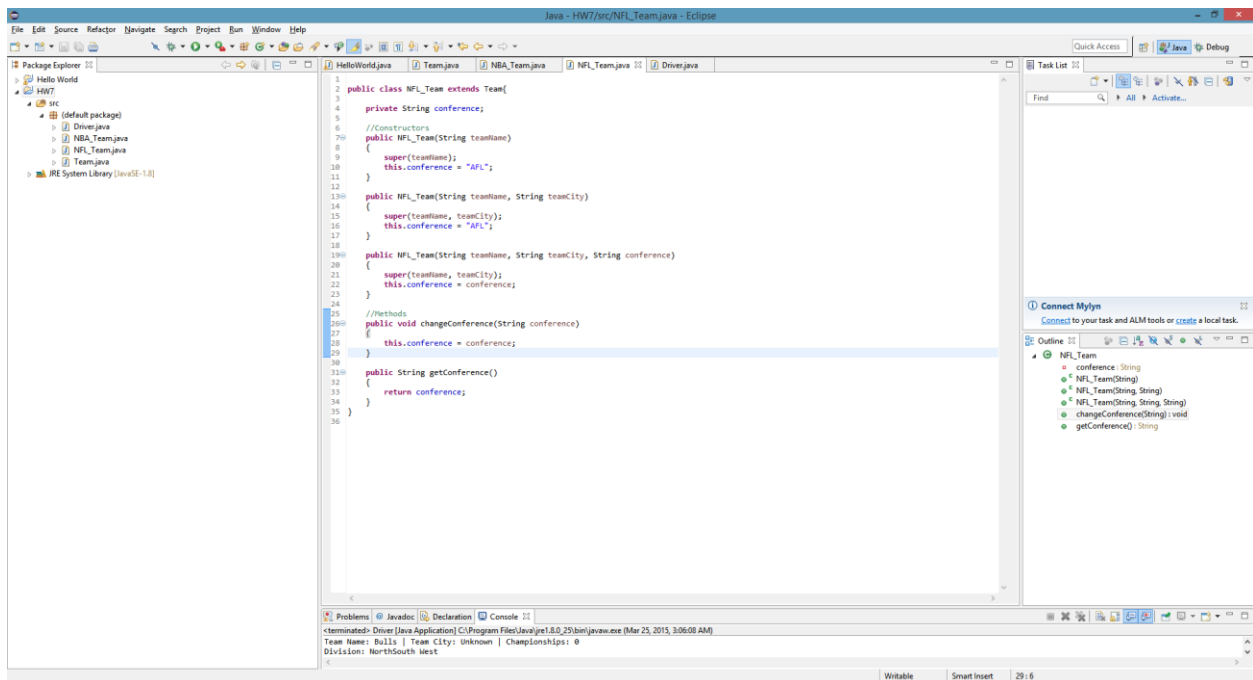 Java - HW7/src/NFL_Team.java - Eclipse
File Edit Source Refactor Navigate Search Project Run Window Help
Quick Access Java Debug
Package Explorer
Hello World
HW7
src
(default package)
Driver.java
NBA_Team.java
NFL_Team.java
Team.java
JRE System Library [JavaSE-1.8]
HelloWorld.java Team.java NBA_Team.java NFL_Team.java Driver.java
1
2 public class NFL_Team extends Team{
3
4 private String conference;
5
6 //Constructors
7 public NFL_Team(String teamName)
8 {
9 super(teamName);
10 this.conference = "AFL";
11 }
12
13 public NFL_Team(String teamName, String teamCity)
14 {
15 super(teamName, teamCity);
16 this.conference = "AFL";
17 }
18
19 public NFL_Team(String teamName, String teamCity, String conference)
20 {
21 super(teamName, teamCity);
22 this.conference = conference;
23 }
24
25 //Methods
26 public void changeConference(String conference)
27 {
28 this.conference = conference;
29 }
30
31 public String getConference()
32 {
33 return conference;
34 }
35 }
36
Task List
Find All Activate...
Connect Mylyn
Connect to your task and ALM tools or create a local task.
Outline
NFL_Team
conference : String
NFL_Team(String)
NFL_Team(String, String)
NFL_Team(String, String, String)
changeConference(String) : void
getConference() : String
Problems Javadoc Declaration Console
<terminated> Driver [Java Application] C:\Program Files\Java\jre1.8.0_25\bin\javaw.exe (Mar 25, 2015, 3:06:08 AM)
Team Name: Bulls | Team City: Unknown | Championships: 0
Division: NorthSouth West
Writable Smart Insert 29 : 6